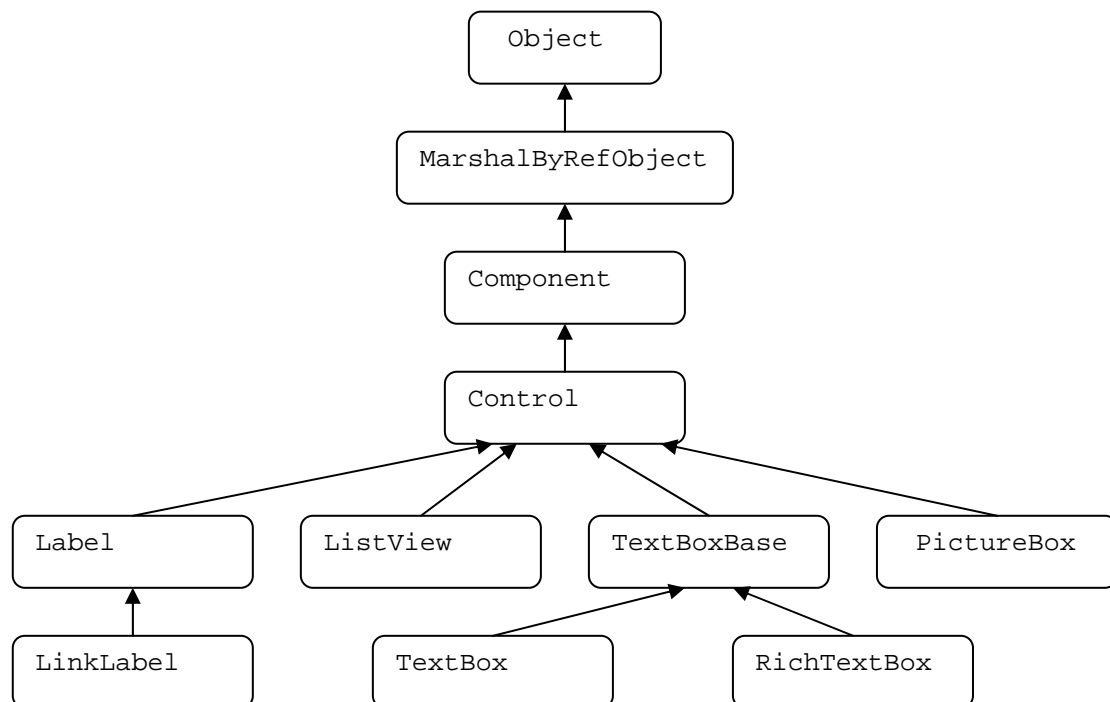 Object
MarshalByRefObject
Component
Control
Label
ListView
TextBoxBase
PictureBox
LinkLabel
TextBox
RichTextBox